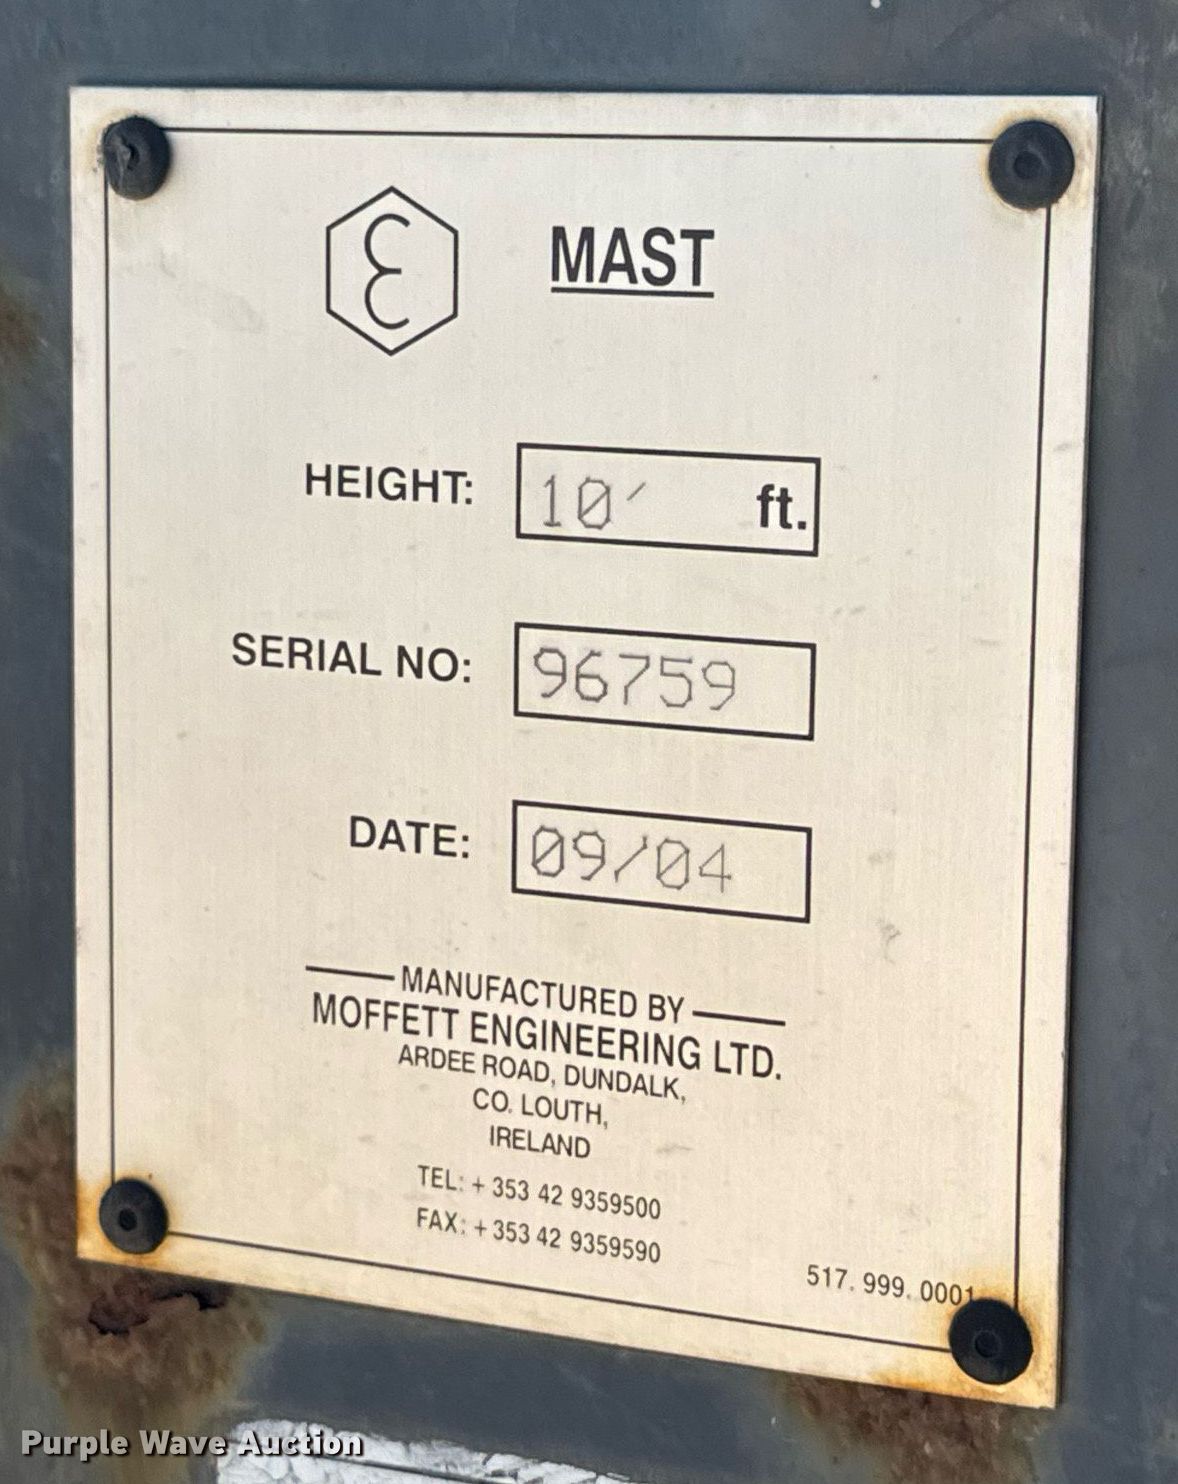 Ɛ MAST
HEIGHT: 10' ft.
SERIAL NO: 96759
DATE: 09/04
MANUFACTURED BY
MOFFETT ENGINEERING LTD.
ARDEE ROAD, DUNDALK,
CO. LOUTH,
IRELAND
TEL: + 353 42 9359500
FAX: + 353 42 9359590
517. 999. 0001
Purple Wave Auction